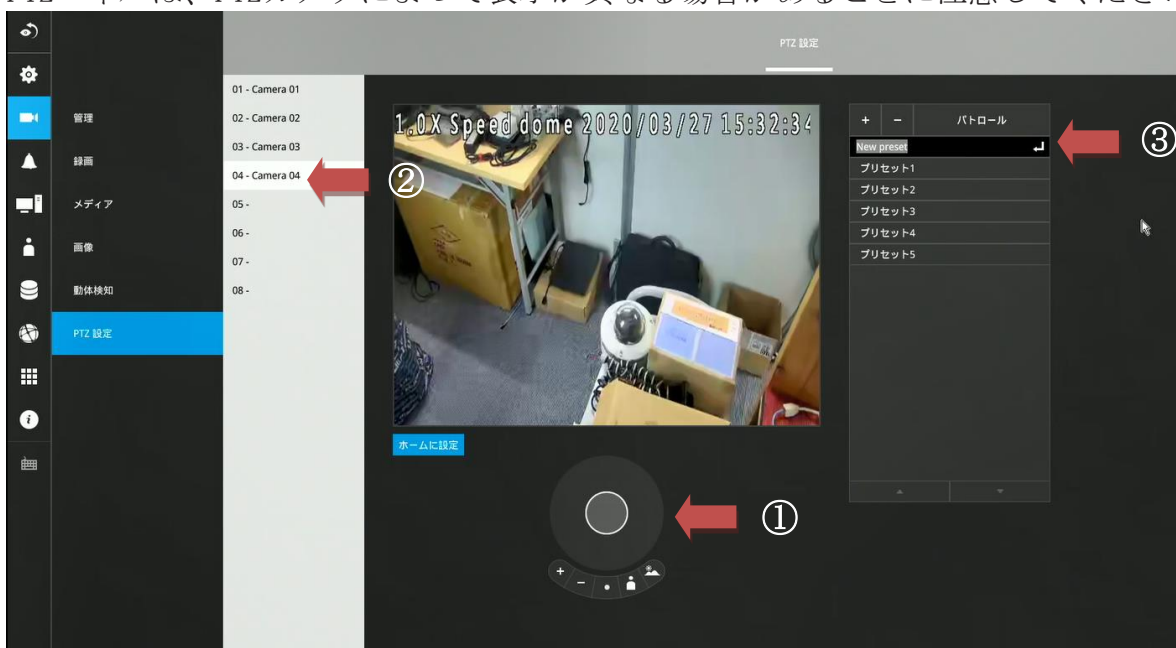 PTZ 設定
管理
録画
メディア
画像
動体検知
PTZ 設定
01 - Camera 01
02 - Camera 02
03 - Camera 03
04 - Camera 04
05 -
06 -
07 -
08 -
②
1.0X Speed dome 2020/03/27 15:32:34
ホームに設定
①
+ - パトロール
New preset
③
プリセット1
プリセット2
プリセット3
プリセット4
プリセット5